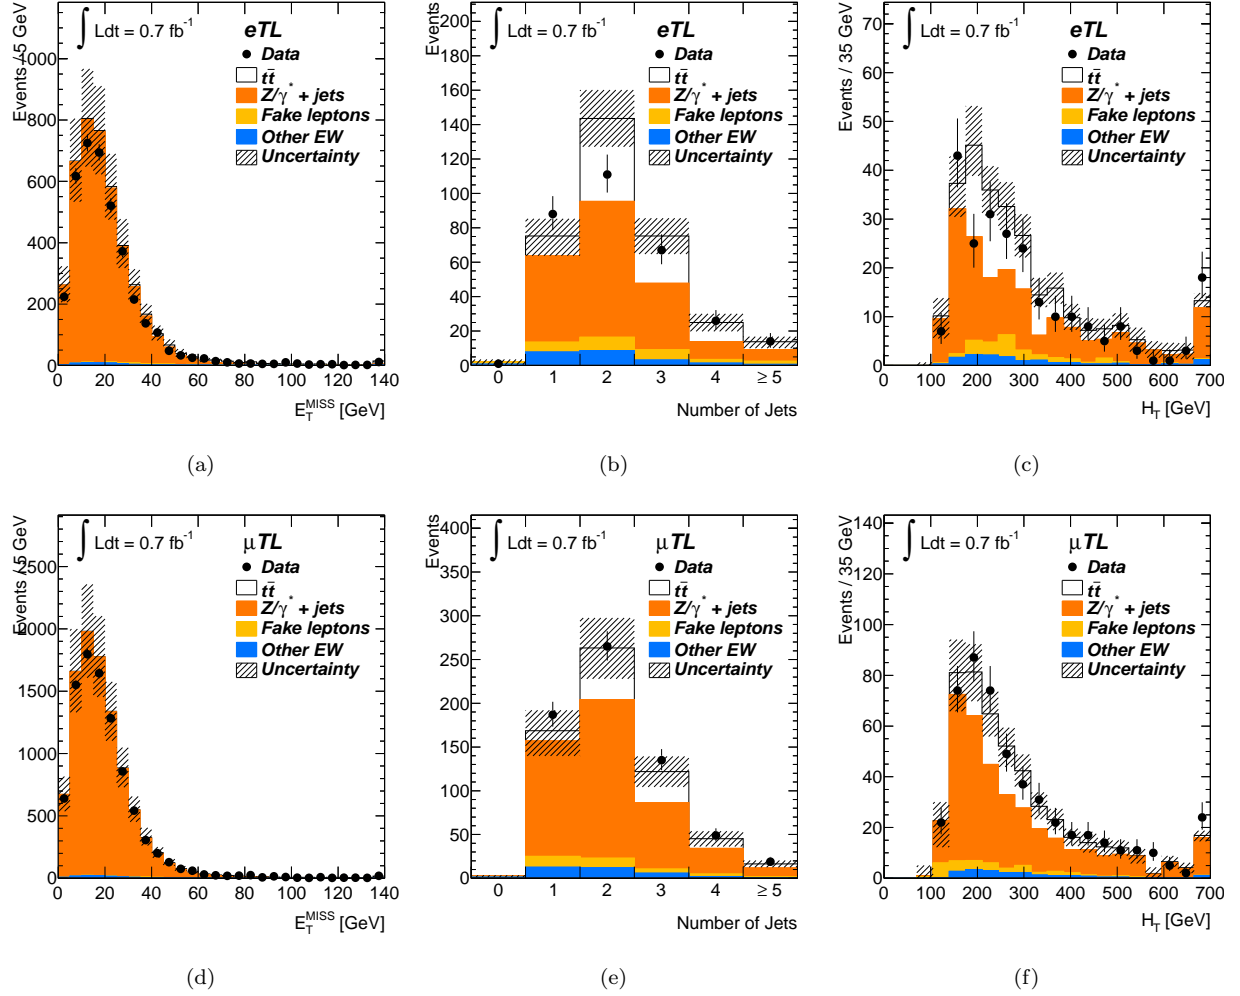 Events / 5 GeV
∫ Ldt = 0.7 fb⁻¹
eTL
Data
tt̄
Z/γ* + jets
Fake leptons
Other EW
Uncertainty
1000
800
600
400
200
0
0 20 40 60 80 100 120 140
E_T^MISS [GeV]
(a)
Events
∫ Ldt = 0.7 fb⁻¹
eTL
Data
tt̄
Z/γ* + jets
Fake leptons
Other EW
Uncertainty
200
180
160
140
120
100
80
60
40
20
0
0 1 2 3 4 ≥ 5
Number of Jets
(b)
Events / 35 GeV
∫ Ldt = 0.7 fb⁻¹
eTL
Data
tt̄
Z/γ* + jets
Fake leptons
Other EW
Uncertainty
70
60
50
40
30
20
10
0
0 100 200 300 400 500 600 700
H_T [GeV]
(c)
Events / 5 GeV
∫ Ldt = 0.7 fb⁻¹
μTL
Data
tt̄
Z/γ* + jets
Fake leptons
Other EW
Uncertainty
2500
2000
1500
1000
500
0
0 20 40 60 80 100 120 140
E_T^MISS [GeV]
(d)
Events
∫ Ldt = 0.7 fb⁻¹
μTL
Data
tt̄
Z/γ* + jets
Fake leptons
Other EW
Uncertainty
400
350
300
250
200
150
100
50
0
0 1 2 3 4 ≥ 5
Number of Jets
(e)
Events / 35 GeV
∫ Ldt = 0.7 fb⁻¹
μTL
Data
tt̄
Z/γ* + jets
Fake leptons
Other EW
Uncertainty
140
120
100
80
60
40
20
0
0 100 200 300 400 500 600 700
H_T [GeV]
(f)